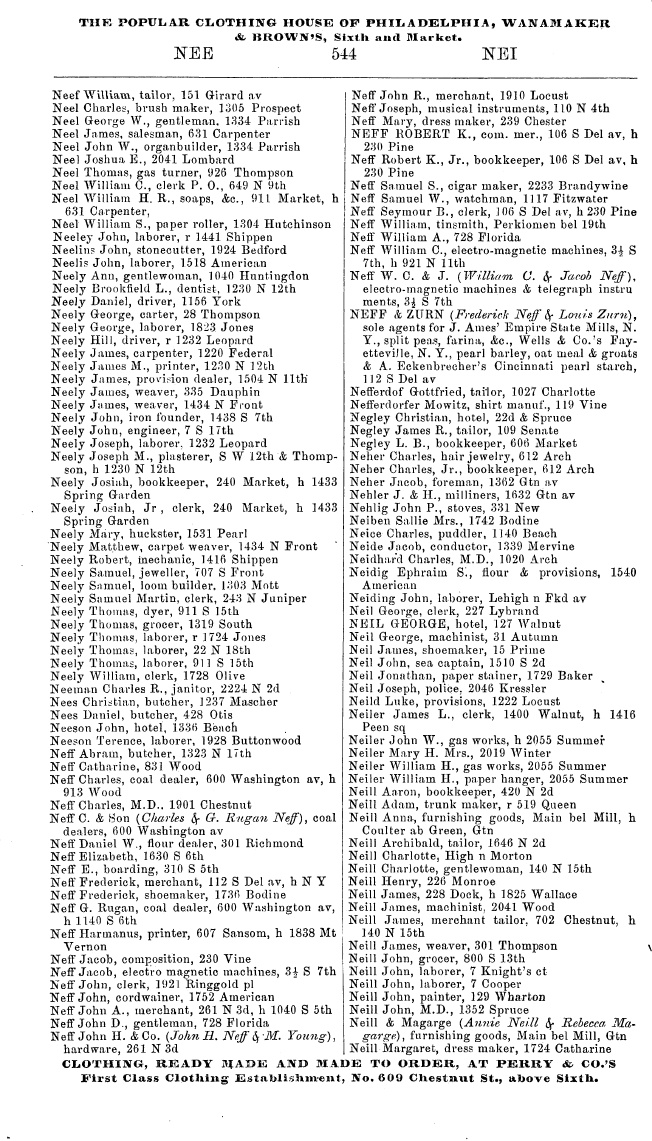 THE POPULAR CLOTHING HOUSE OF PHILADELPHIA, WANAMAKER
& BROWN'S, Sixth and Market.
NEE 544 NEI
Neef William, tailor, 151 Girard av
Neel Charles, brush maker, 1305 Prospect
Neel George W., gentleman, 1334 Parrish
Neel James, salesman, 631 Carpenter
Neel John W., organbuilder, 1334 Parrish
Neel Joshua E., 2041 Lombard
Neel Thomas, gas turner, 926 Thompson
Neel William C., clerk P. O., 649 N 9th
Neel William H. R., soaps, &c., 911 Market, h
631 Carpenter,
Neel William S., paper roller, 1304 Hutchinson
Neeley John, laborer, r 1441 Shippen
Neelins John, stonecutter, 1924 Bedford
Neelis John, laborer, 1518 American
Neely Ann, gentlewoman, 1040 Huntingdon
Neely Brookfield L., dentist, 1230 N 12th
Neely Daniel, driver, 1156 York
Neely George, carter, 28 Thompson
Neely George, laborer, 1823 Jones
Neely Hill, driver, r 1232 Leopard
Neely James, carpenter, 1220 Federal
Neely James M., printer, 1230 N 12th
Neely James, provision dealer, 1504 N 11th
Neely James, weaver, 335 Dauphin
Neely James, weaver, 1434 N Front
Neely John, iron founder, 1438 S 7th
Neely John, engineer, 7 S 17th
Neely Joseph, laborer, 1232 Leopard
Neely Joseph M., plasterer, S W 12th & Thomp-
son, h 1230 N 12th
Neely Josiah, bookkeeper, 240 Market, h 1433
Spring Garden
Neely Josiah, Jr , clerk, 240 Market, h 1433
Spring Garden
Neely Mary, huckster, 1531 Pearl
Neely Matthew, carpet weaver, 1434 N Front
Neely Robert, mechanic, 1416 Shippen
Neely Samuel, jeweller, 707 S Front
Neely Samuel, loom builder, 1303 Mott
Neely Samuel Martin, clerk, 243 N Juniper
Neely Thomas, dyer, 911 S 15th
Neely Thomas, grocer, 1319 South
Neely Thomas, laborer, r 1724 Jones
Neely Thomas, laborer, 22 N 18th
Neely Thomas, laborer, 911 S 15th
Neely William, clerk, 1728 Olive
Neeman Charles R., janitor, 2224 N 2d
Nees Christian, butcher, 1237 Mascher
Nees Daniel, butcher, 428 Otis
Neeson John, hotel, 1336 Beach
Neeson Terence, laborer, 1928 Buttonwood
Neff Abram, butcher, 1323 N 17th
Neff Catharine, 831 Wood
Neff Charles, coal dealer, 600 Washington av, h
913 Wood
Neff Charles, M.D., 1901 Chestnut
Neff C. & Son (Charles & G. Rugan Neff), coal
dealers, 600 Washington av
Neff Daniel W., flour dealer, 301 Richmond
Neff Elizabeth, 1630 S 6th
Neff E., boarding, 310 S 5th
Neff Frederick, merchant, 112 S Del av, h N Y
Neff Frederick, shoemaker, 1736 Bodine
Neff G. Rugan, coal dealer, 600 Washington av,
h 1140 S 6th
Neff Harmanus, printer, 607 Sansom, h 1838 Mt
Vernon
Neff Jacob, composition, 230 Vine
Neff Jacob, electro magnetic machines, 3½ S 7th
Neff John, clerk, 1921 Ringgold pl
Neff John, cordwainer, 1752 American
Neff John A., merchant, 261 N 3d, h 1040 S 5th
Neff John D., gentleman, 728 Florida
Neff John H. & Co. (John H. Neff & M. Young),
hardware, 261 N 3d
Neff John R., merchant, 1910 Locust
Neff Joseph, musical instruments, 110 N 4th
Neff Mary, dress maker, 239 Chester
NEFF ROBERT K., com. mer., 106 S Del av, h
230 Pine
Neff Robert K., Jr., bookkeeper, 106 S Del av, h
230 Pine
Neff Samuel S., cigar maker, 2233 Brandywine
Neff Samuel W., watchman, 1117 Fitzwater
Neff Seymour B., clerk, 106 S Del av, h 230 Pine
Neff William, tinsmith, Perkiomen bel 19th
Neff William A., 728 Florida
Neff William C., electro-magnetic machines, 3½ S
7th, h 921 N 11th
Neff W. C. & J. (William C. & Jacob Neff),
electro-magnetic machines & telegraph instru
ments, 3½ S 7th
NEFF & ZURN (Frederick Neff & Louis Zurn),
sole agents for J. Ames' Empire State Mills, N.
Y., split peas, farina, &c., Wells & Co.'s Fay-
etteville, N. Y., pearl barley, oat meal & groats
& A. Eckenbrecher's Cincinnati pearl starch,
112 S Del av
Nefferdof Gottfried, tailor, 1027 Charlotte
Nefferdorfer Mowitz, shirt manuf., 119 Vine
Negley Christian, hotel, 22d & Spruce
Negley James R., tailor, 109 Senate
Negley L. B., bookkeeper, 606 Market
Neher Charles, hair jewelry, 612 Arch
Neher Charles, Jr., bookkeeper, 612 Arch
Neher Jacob, foreman, 1362 Gtn av
Nehler J. & H., milliners, 1632 Gtn av
Nehlig John P., stoves, 331 New
Neiben Sallie Mrs., 1742 Bodine
Neice Charles, puddler, 1140 Beach
Neide Jacob, conductor, 1339 Mervine
Neidhard Charles, M.D., 1020 Arch
Neidig Ephraim S., flour & provisions, 1540
American
Neiding John, laborer, Lehigh n Fkd av
Neil George, clerk, 227 Lybrand
NEIL GEORGE, hotel, 127 Walnut
Neil George, machinist, 31 Autumn
Neil James, shoemaker, 15 Prime
Neil John, sea captain, 1510 S 2d
Neil Jonathan, paper stainer, 1729 Baker
Neil Joseph, police, 2046 Kressler
Neild Luke, provisions, 1222 Locust
Neiler James L., clerk, 1400 Walnut, h 1416
Peen sq
Neiler John W., gas works, h 2055 Summer
Neiler Mary H. Mrs., 2019 Winter
Neiler William H., gas works, 2055 Summer
Neiler William H., paper hanger, 2055 Summer
Neill Aaron, bookkeeper, 420 N 2d
Neill Adam, trunk maker, r 519 Queen
Neill Anna, furnishing goods, Main bel Mill, h
Coulter ab Green, Gtn
Neill Archibald, tailor, 1646 N 2d
Neill Charlotte, High n Morton
Neill Charlotte, gentlewoman, 140 N 15th
Neill Henry, 226 Monroe
Neill James, 228 Dock, h 1825 Wallace
Neill James, machinist, 2041 Wood
Neill James, merchant tailor, 702 Chestnut, h
140 N 15th
Neill James, weaver, 301 Thompson
Neill John, grocer, 800 S 13th
Neill John, laborer, 7 Knight's ct
Neill John, laborer, 7 Cooper
Neill John, painter, 129 Wharton
Neill John, M.D., 1352 Spruce
Neill & Magarge (Annie Neill & Rebecca Ma-
garge), furnishing goods, Main bel Mill, Gtn
Neill Margaret, dress maker, 1724 Catharine
CLOTHING, READY MADE AND MADE TO ORDER, AT PERRY & CO.'S
First Class Clothing Establishment, No. 609 Chestnut St., above Sixth.